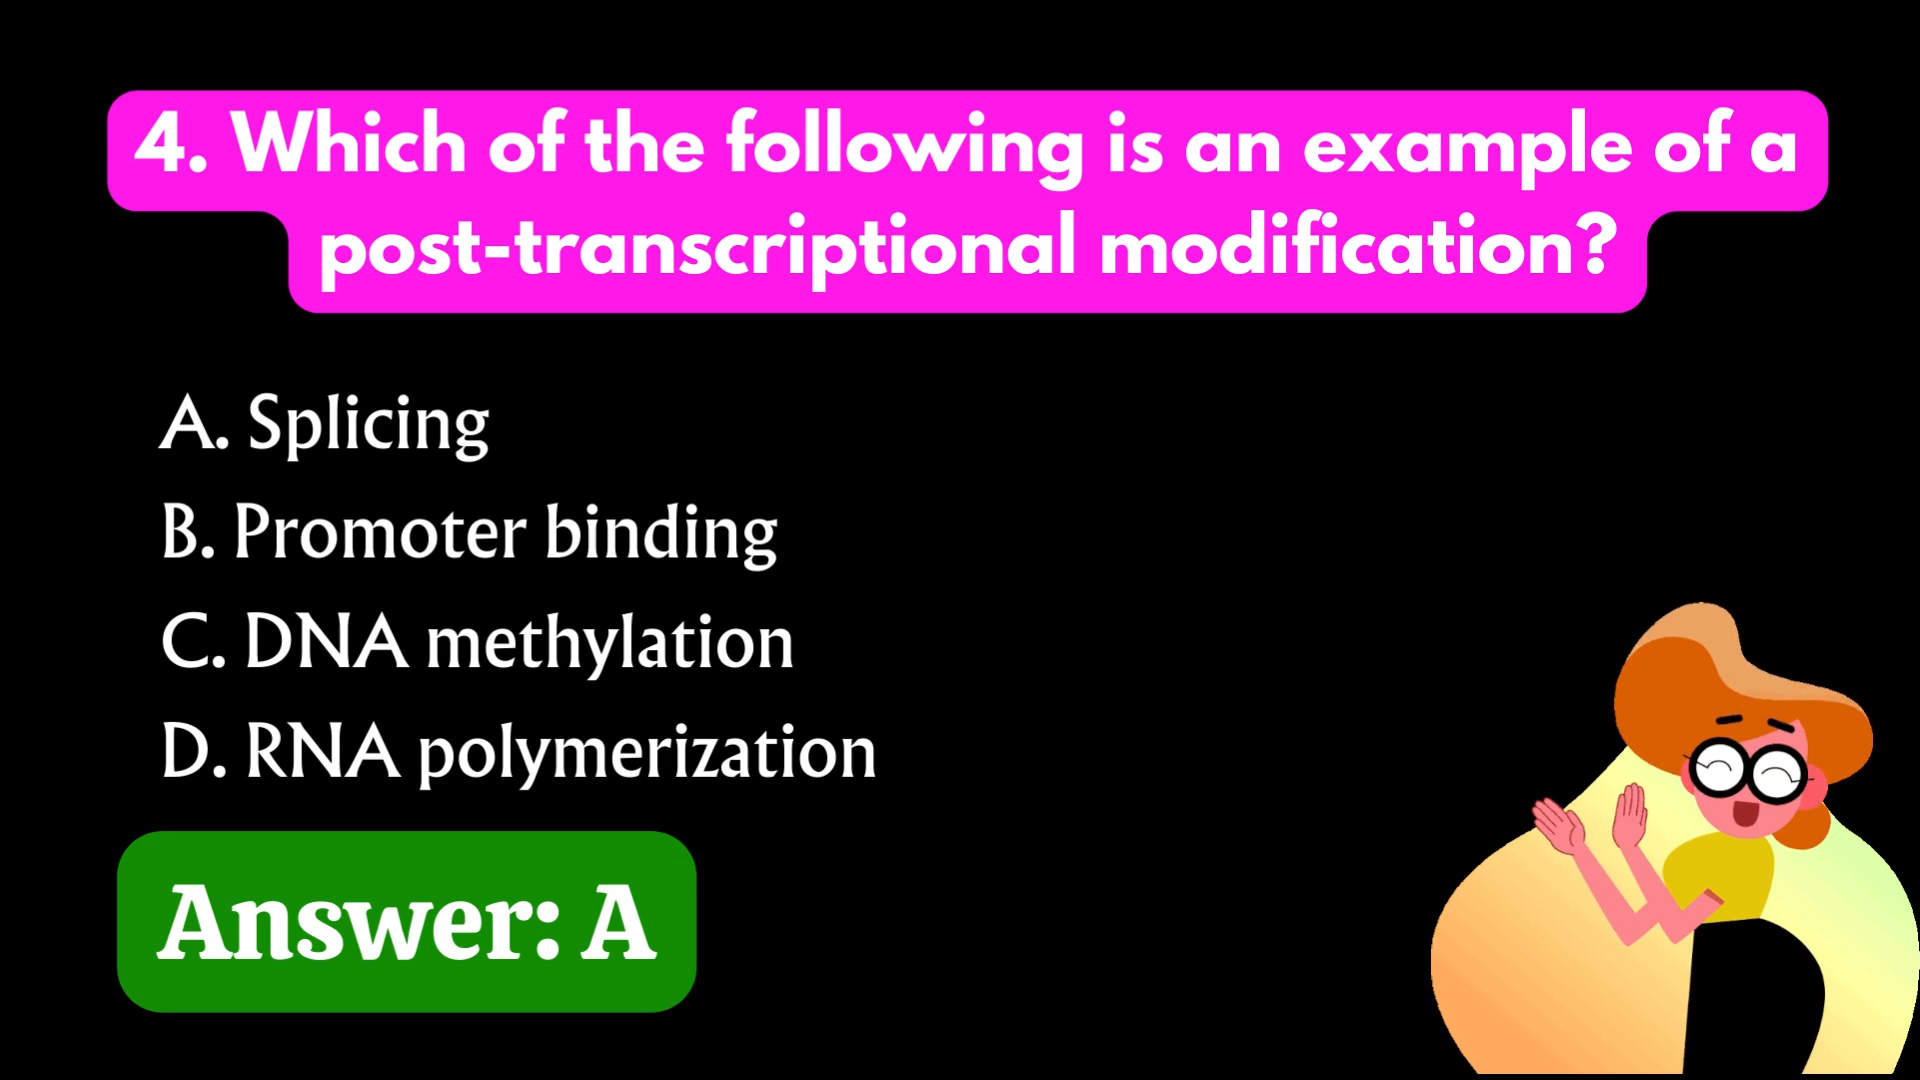 4. Which of the following is an example of a
post-transcriptional modification?
A. Splicing
B. Promoter binding
C. DNA methylation
D. RNA polymerization
Answer: A